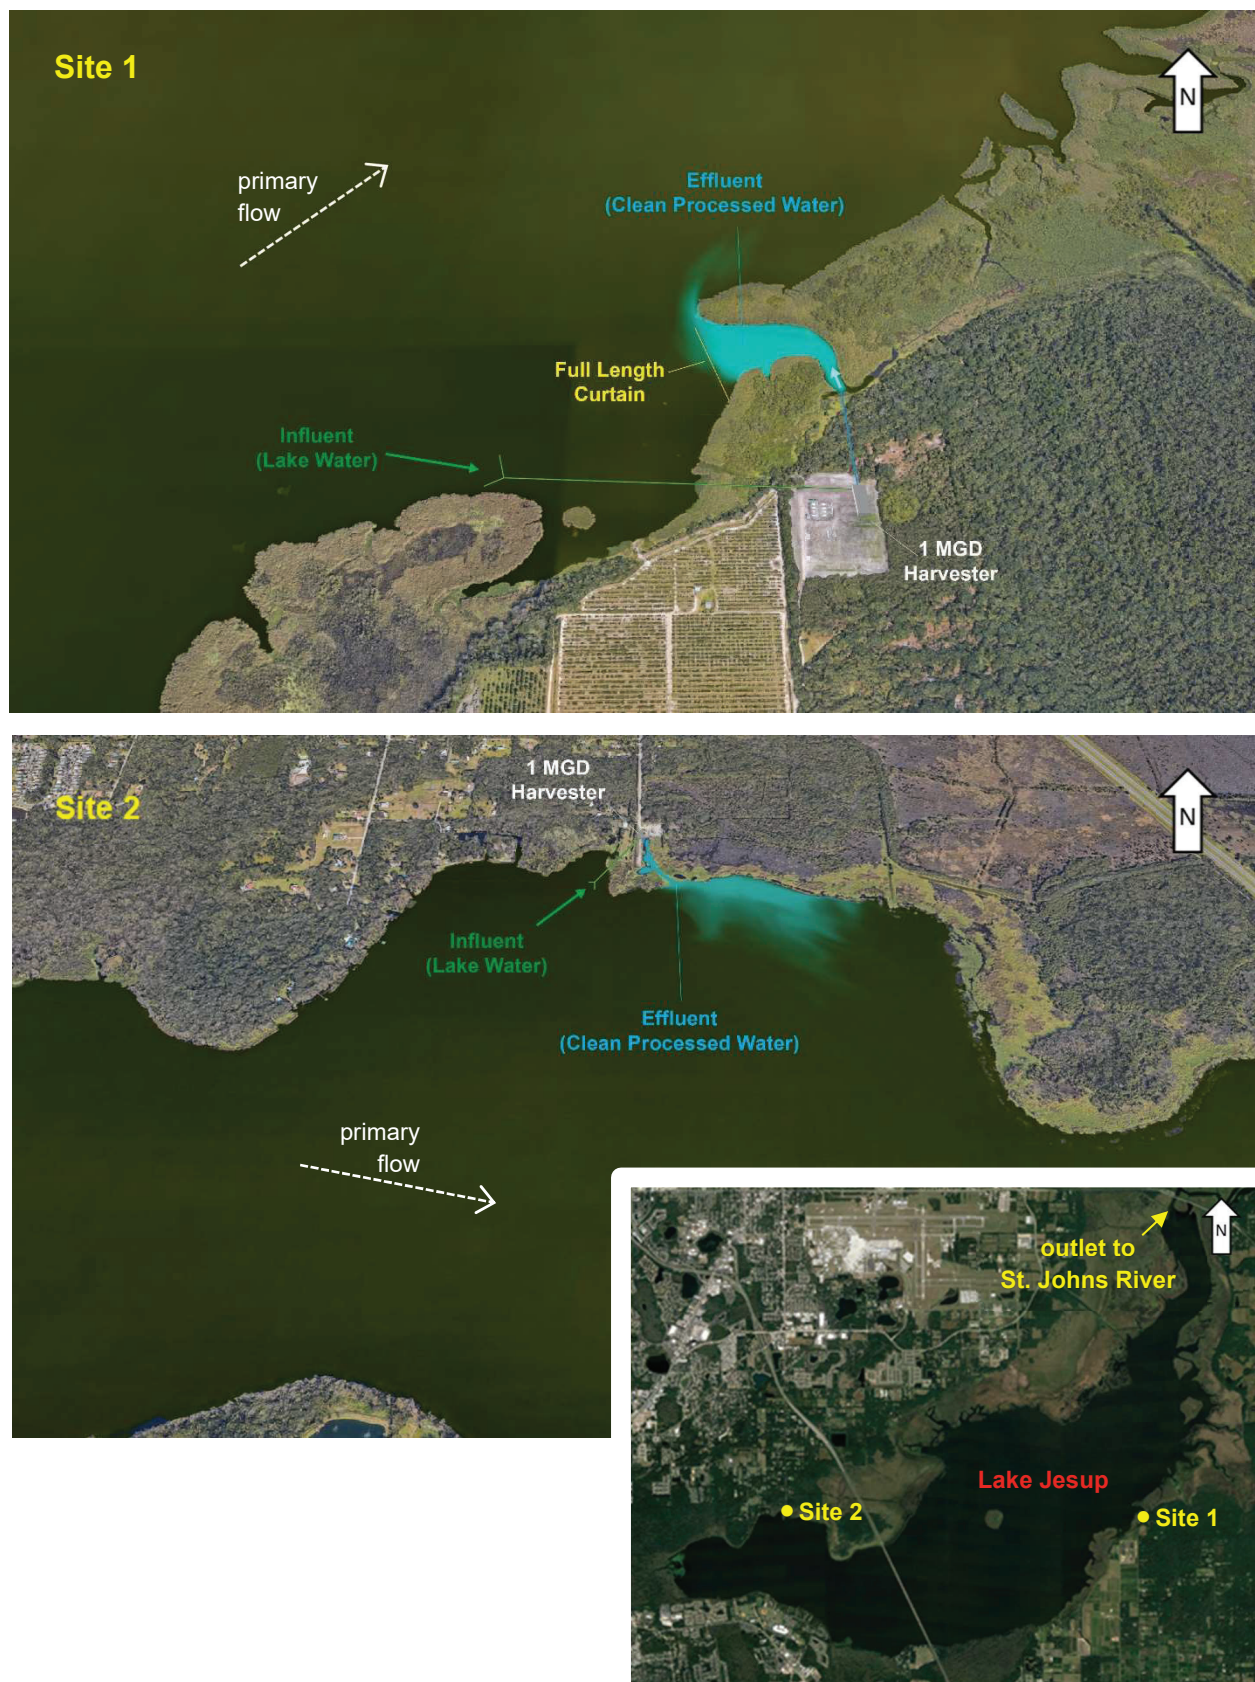 Site 1
N
primary
flow
Effluent
(Clean Processed Water)
Full Length
Curtain
Influent
(Lake Water)
1 MGD
Harvester
1 MGD
Harvester
Site 2
N
Influent
(Lake Water)
Effluent
(Clean Processed Water)
primary
flow
N
outlet to
St. Johns River
Lake Jesup
Site 2
Site 1